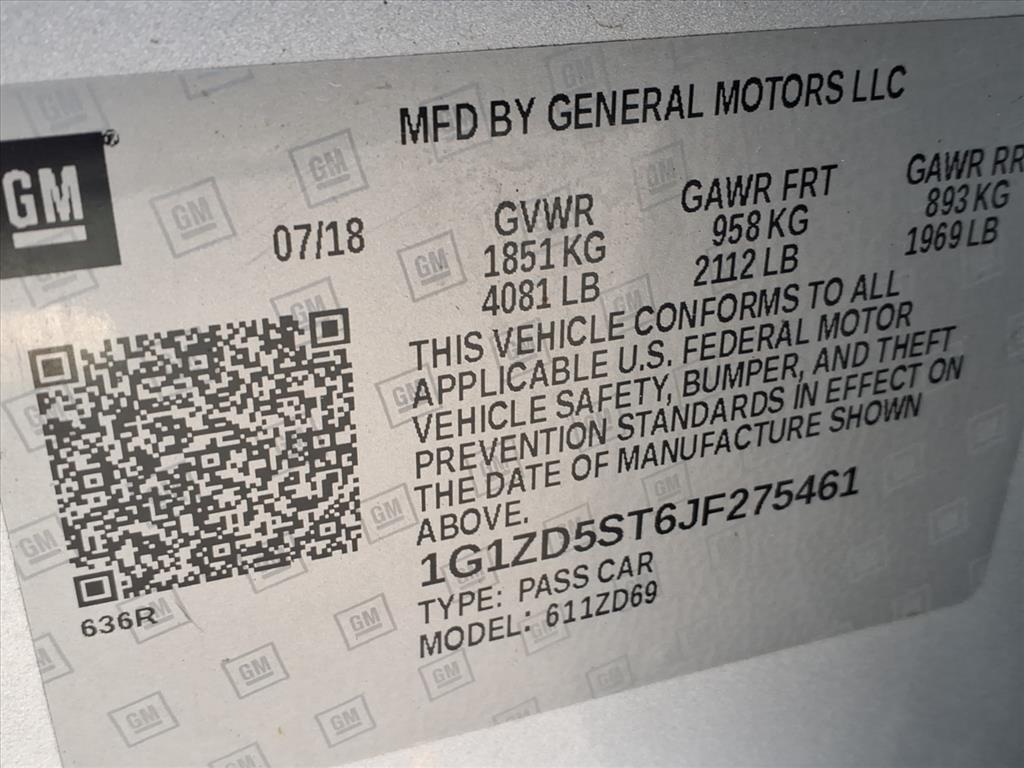 MFD BY GENERAL MOTORS LLC
GM®
07/18
GVWR GAWR FRT GAWR RR
1851 KG 958 KG 893 KG
4081 LB 2112 LB 1969 LB
THIS VEHICLE CONFORMS TO ALL
APPLICABLE U.S. FEDERAL MOTOR
VEHICLE SAFETY, BUMPER, AND THEFT
PREVENTION STANDARDS IN EFFECT ON
THE DATE OF MANUFACTURE SHOWN
ABOVE.
1G1ZD5ST6JF275461
TYPE: PASS CAR
MODEL: 611ZD69
636R